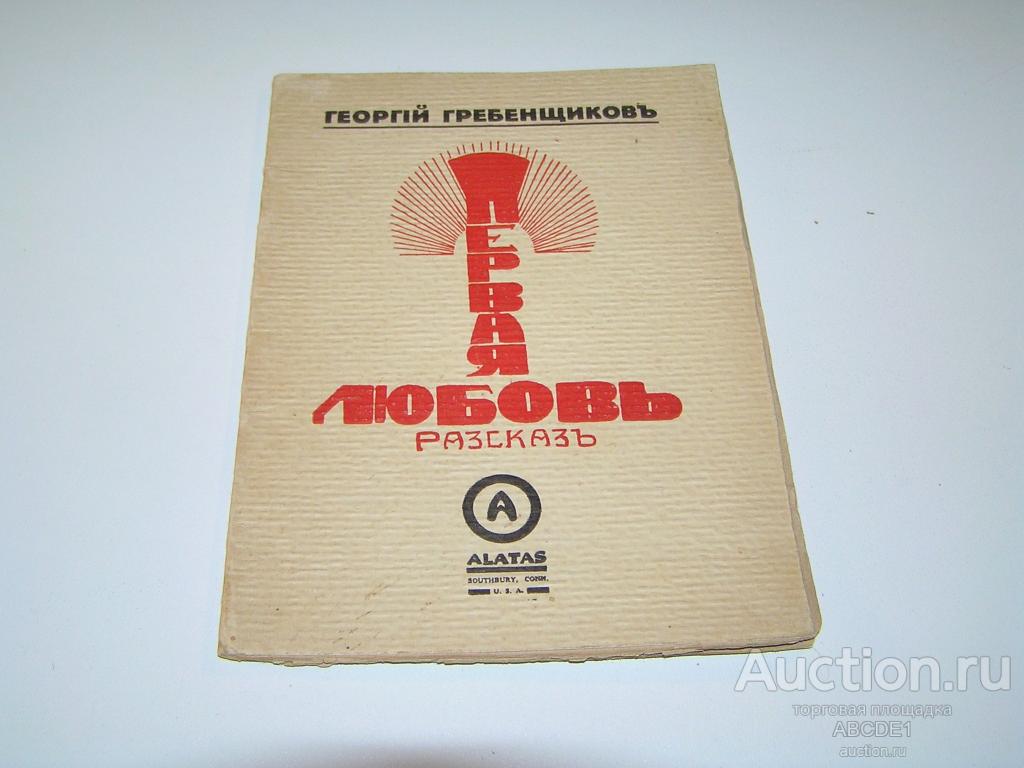 ГЕОРГІЙ ГРЕБЕНЩИКОВЪ
ПЕРВАЯ
ЛЮБОВЬ
РАЗСКАЗЪ
A
ALATAS
SOUTHBURY, CONN.
U. S. A.
Auction.ru
торговая площадка
ABCDE1
auction.ru